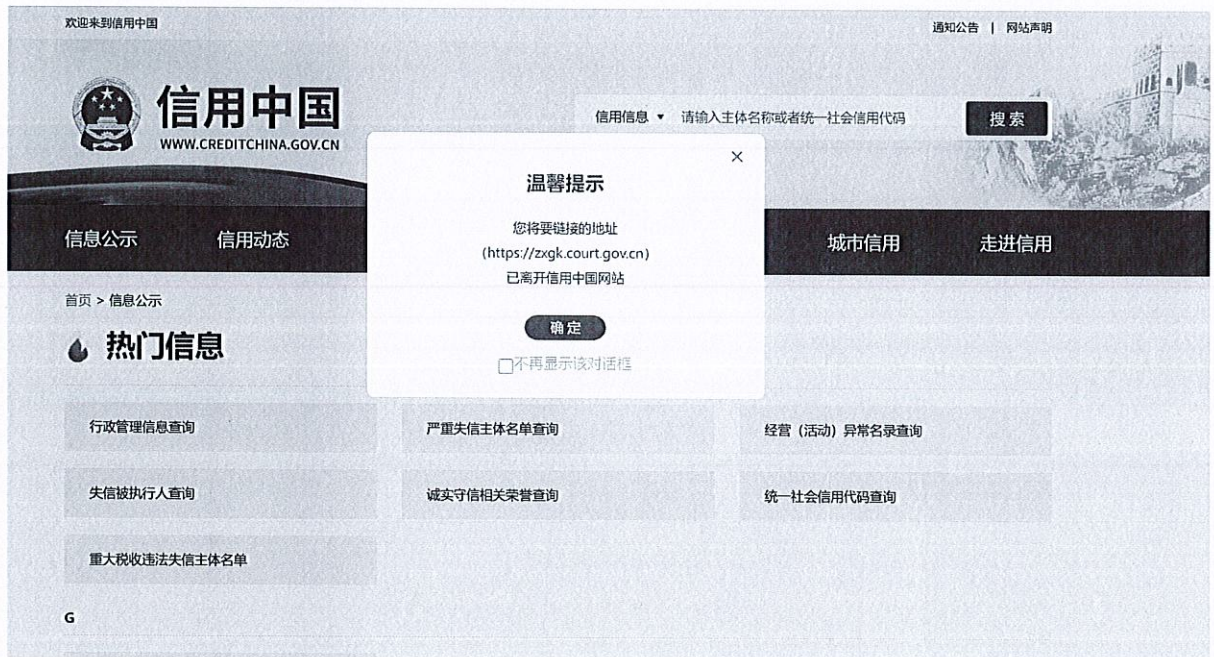 欢迎来到信用中国
通知公告 | 网站声明
信用中国
WWW.CREDITCHINA.GOV.CN
信用信息 ▼ 请输入主体名称或者统一社会信用代码 搜索
×
温馨提示
您将要链接的地址
(https://zxgk.court.gov.cn)
已离开信用中国网站
确定
不再显示该对话框
信息公示 信用动态 城市信用 走进信用
首页 > 信息公示
热门信息
行政管理信息查询 严重失信主体名单查询 经营（活动）异常名录查询
失信被执行人查询 诚实守信相关荣誉查询 统一社会信用代码查询
重大税收违法失信主体名单
G